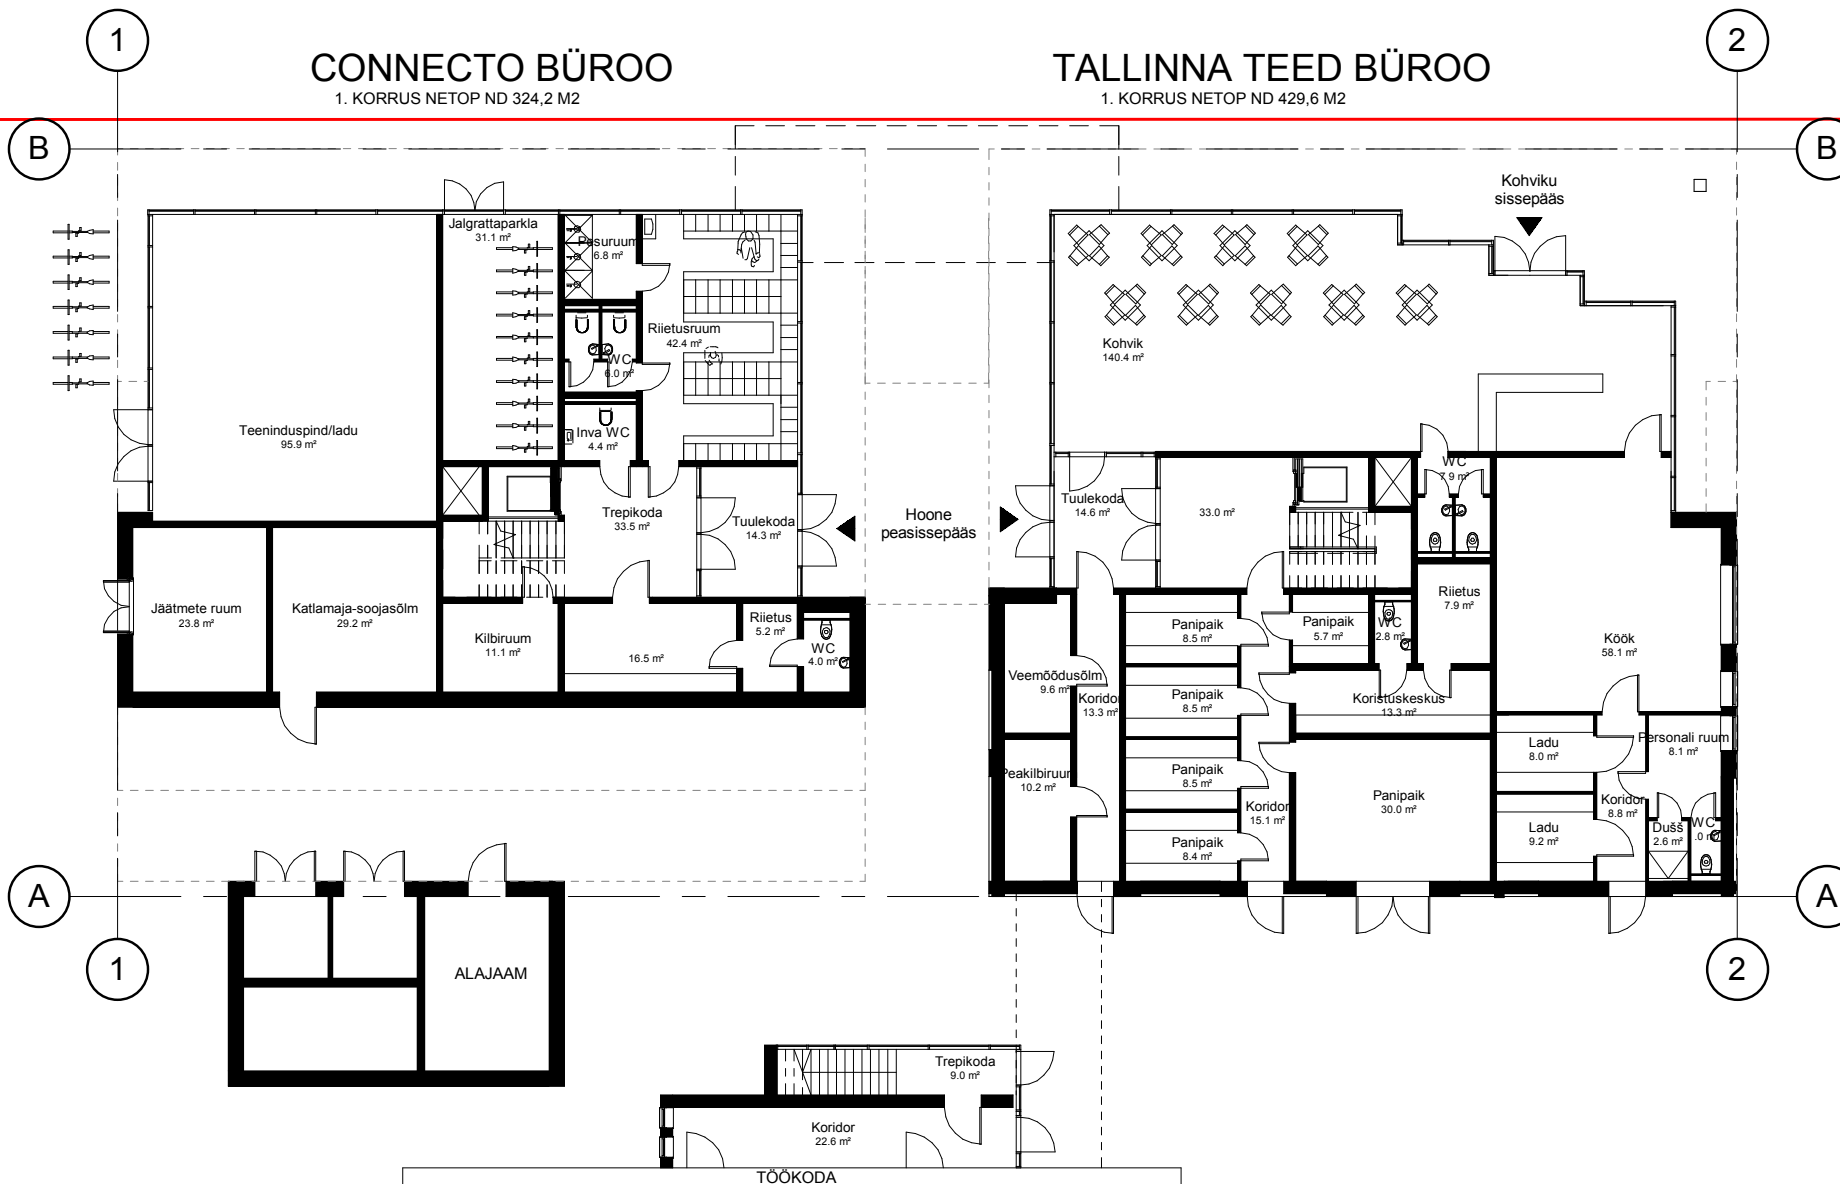 1
2
CONNECTO BÜROO
1. KORRUS NETOP ND 324,2 M2
TALLINNA TEED BÜROO
1. KORRUS NETOP ND 429,6 M2
B
B
Jalgrattaparkla
31.1 m²
Pesuruum
6.8 m²
Riietusruum
42.4 m²
WC
6.0 m²
Inva WC
4.4 m²
Teeninduspind/ladu
95.9 m²
Trepikoda
33.5 m²
Tuulekoda
14.3 m²
Hoone
peasissepääs
Jäätmete ruum
23.8 m²
Katlamaja-soojasõlm
29.2 m²
Kilbiruum
11.1 m²
16.5 m²
Riietus
5.2 m²
WC
4.0 m²
Kohviku
sissepääs
Kohvik
140.4 m²
Tuulekoda
14.6 m²
33.0 m²
WC
7.9 m²
Riietus
7.9 m²
Köök
58.1 m²
Veemõõdusõlm
9.6 m²
Koridor
13.3 m²
Panipaik
8.5 m²
Panipaik
5.7 m²
WC
2.8 m²
Panipaik
8.5 m²
Koristuskeskus
13.3 m²
Peakilbiruum
10.2 m²
Panipaik
8.5 m²
Panipaik
8.4 m²
Koridor
15.1 m²
Panipaik
30.0 m²
Ladu
8.0 m²
Personali ruum
8.1 m²
Ladu
9.2 m²
Koridor
8.8 m²
Dušš
2.6 m²
WC
.0 m²
A
A
1
2
ALAJAAM
Trepikoda
9.0 m²
Koridor
22.6 m²
TÖÖKODA